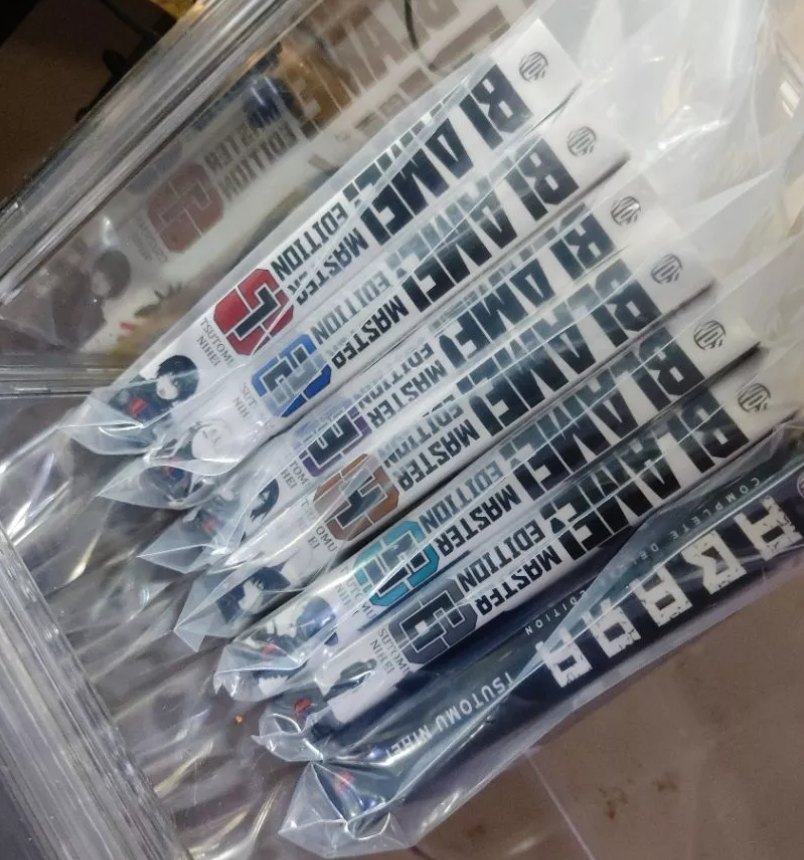 BLAME!
MASTER
EDITION
1
TSUTOMU
NIHEI
BLAME!
MASTER
EDITION
2
BLAME!
MASTER
EDITION
3
BLAME!
MASTER
EDITION
4
TSUTOMU
NIHEI
BLAME!
MASTER
EDITION
5
TSUTOMU
NIHEI
BLAME!
MASTER
EDITION
6
TSUTOMU
NIHEI
ABARA
COMPLETE DELUXE EDITION
TSUTOMU NIHEI